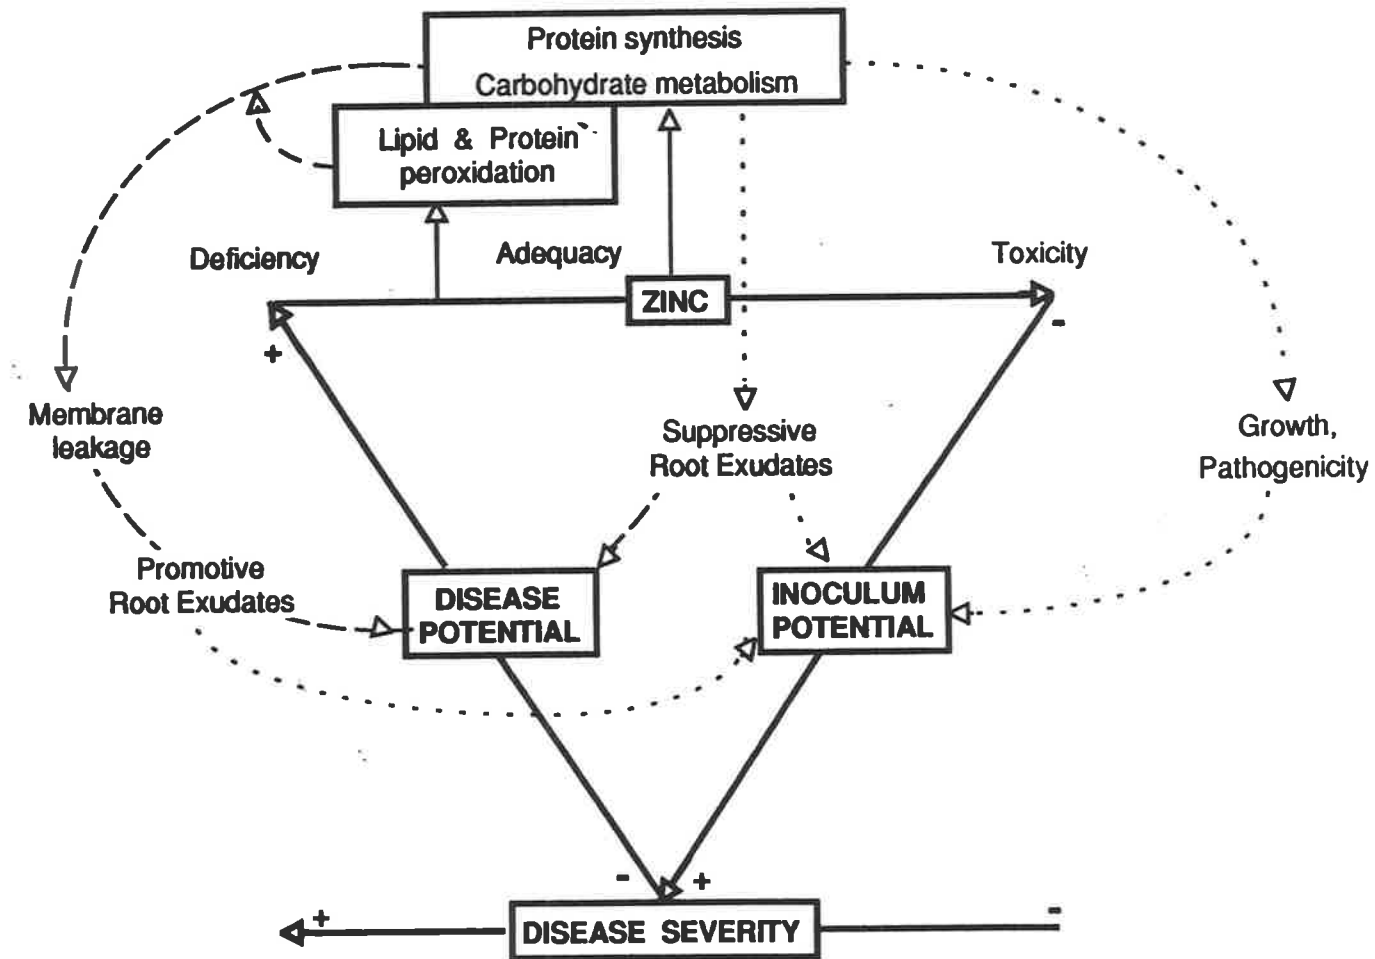 Protein synthesis
Carbohydrate metabolism
Lipid & Protein
peroxidation
Deficiency
Adequacy
Toxicity
ZINC
+
-
Membrane
leakage
Suppressive
Root Exudates
Growth,
Pathogenicity
Promotive
Root Exudates
DISEASE
POTENTIAL
INOCULUM
POTENTIAL
-
+
+
-
DISEASE SEVERITY